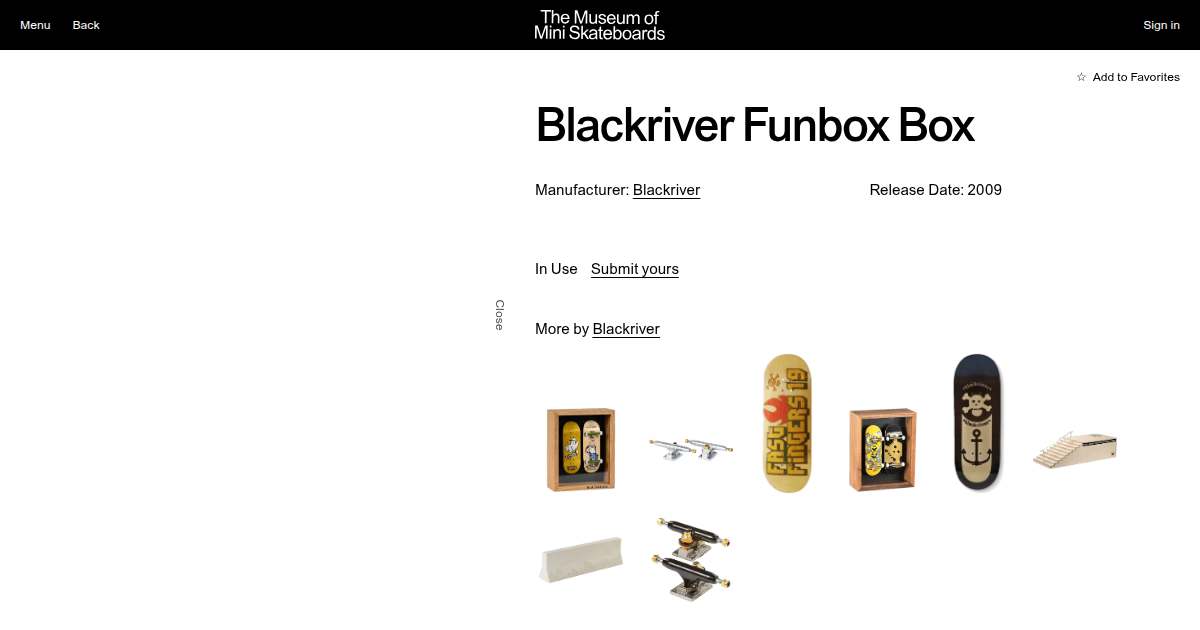 Menu
Back
The Museum of
Mini Skateboards
Sign in
☆ Add to Favorites
Blackriver Funbox Box
Manufacturer: Blackriver
Release Date: 2009
In Use
Submit yours
Close
More by Blackriver
FAST
FINGERS 19